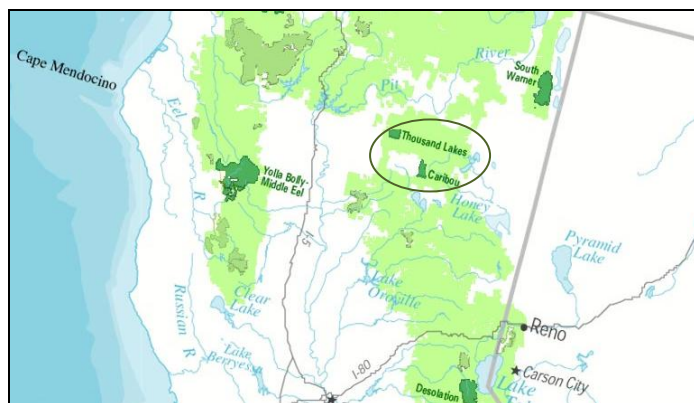 Cape Mendocino
River
Pit
South
Warner
Eel
R
Thousand Lakes
Caribou
Yolla Bolly-
Middle Eel
Honey
Lake
I-5
Pyramid
Lake
Lake
Oroville
Clear
Lake
Russian R
Lake
Berryessa
I-80
Reno
Carson City
Desolation
Lake